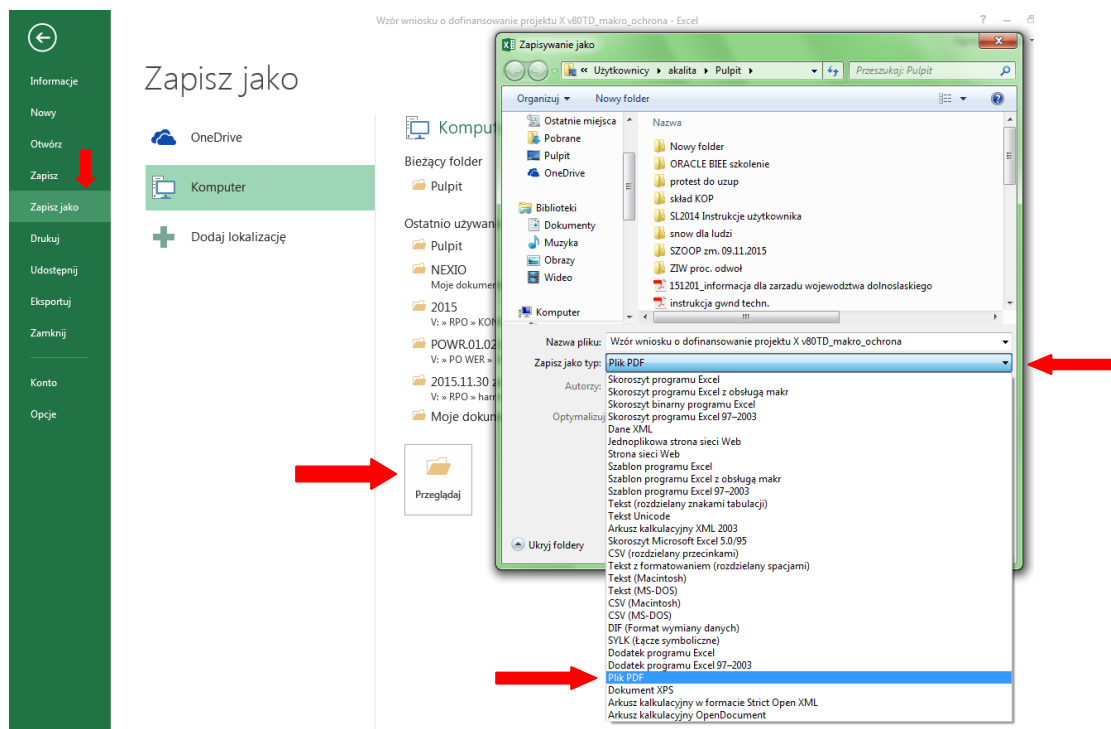 Wzór wniosku o dofinansowanie projektu X v80TD_makro_ochrona - Excel
?
Informacje
Nowy
Otwórz
Zapisz
Zapisz jako
Drukuj
Udostępnij
Eksportuj
Zamknij
Konto
Opcje
Zapisz jako
OneDrive
Komputer
Dodaj lokalizację
Komput
Bieżący folder
Pulpit
Ostatnio używan
Pulpit
NEXIO
Moje dokumen
2015
V: » RPO » KON
POWR.01.02
V: » PO WER »
2015.11.30 z
V: » RPO » harr
Moje dokun
Przeglądaj
Zapisywanie jako
« Użytkownicy akalita Pulpit
Przeszukaj: Pulpit
Organizuj
Nowy folder
Ostatnie miejsca
Pobrane
Pulpit
OneDrive
Biblioteki
Dokumenty
Muzyka
Obrazy
Wideo
Komputer
Nazwa
Nowy folder
ORACLE BIEE szkolenie
protest do uzup
skład KOP
SL2014 Instrukcje użytkownika
snow dla ludzi
SZOOP zm. 09.11.2015
ZIW proc. odwoł
151201_informacja dla zarzadu wojewodztwa dolnoslaskiego
instrukcja gwnd techn.
Nazwa pliku: Wzór wniosku o dofinansowanie projektu X v80TD_makro_ochrona
Zapisz jako typ: Plik PDF
Autorzy:
Optymalizuj
Skoroszyt programu Excel
Skoroszyt programu Excel z obsługą makr
Skoroszyt binarny programu Excel
Skoroszyt programu Excel 97–2003
Dane XML
Jednoplikowa strona sieci Web
Strona sieci Web
Szablon programu Excel
Szablon programu Excel z obsługą makr
Szablon programu Excel 97–2003
Tekst (rozdzielany znakami tabulacji)
Tekst Unicode
Arkusz kalkulacyjny XML 2003
Skoroszyt Microsoft Excel 5.0/95
CSV (rozdzielany przecinkami)
Tekst z formatowaniem (rozdzielany spacjami)
Tekst (Macintosh)
Tekst (MS-DOS)
CSV (Macintosh)
CSV (MS-DOS)
DIF (Format wymiany danych)
SYLK (Łącze symboliczne)
Dodatek programu Excel
Dodatek programu Excel 97–2003
Plik PDF
Dokument XPS
Arkusz kalkulacyjny w formacie Strict Open XML
Arkusz kalkulacyjny OpenDocument
Ukryj foldery